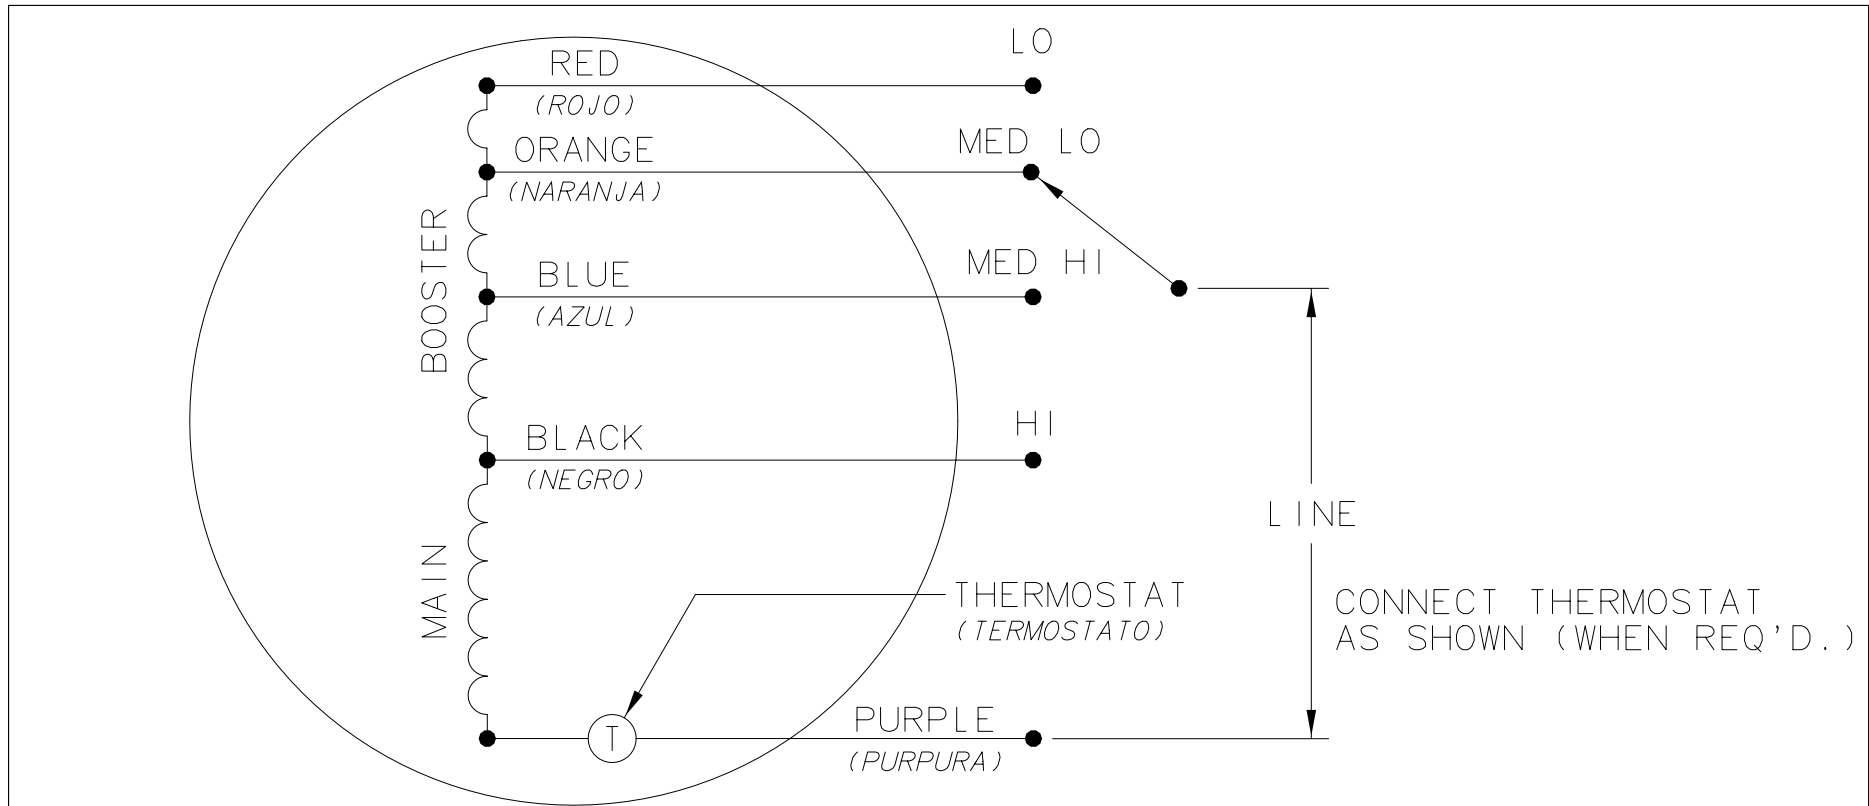 LO
RED
(ROJO)
MED LO
ORANGE
(NARANJA)
BOOSTER
MED HI
BLUE
(AZUL)
HI
BLACK
(NEGRO)
LINE
MAIN
THERMOSTAT
(TERMOSTATO)
CONNECT THERMOSTAT
AS SHOWN (WHEN REQ'D.)
T
PURPLE
(PURPURA)